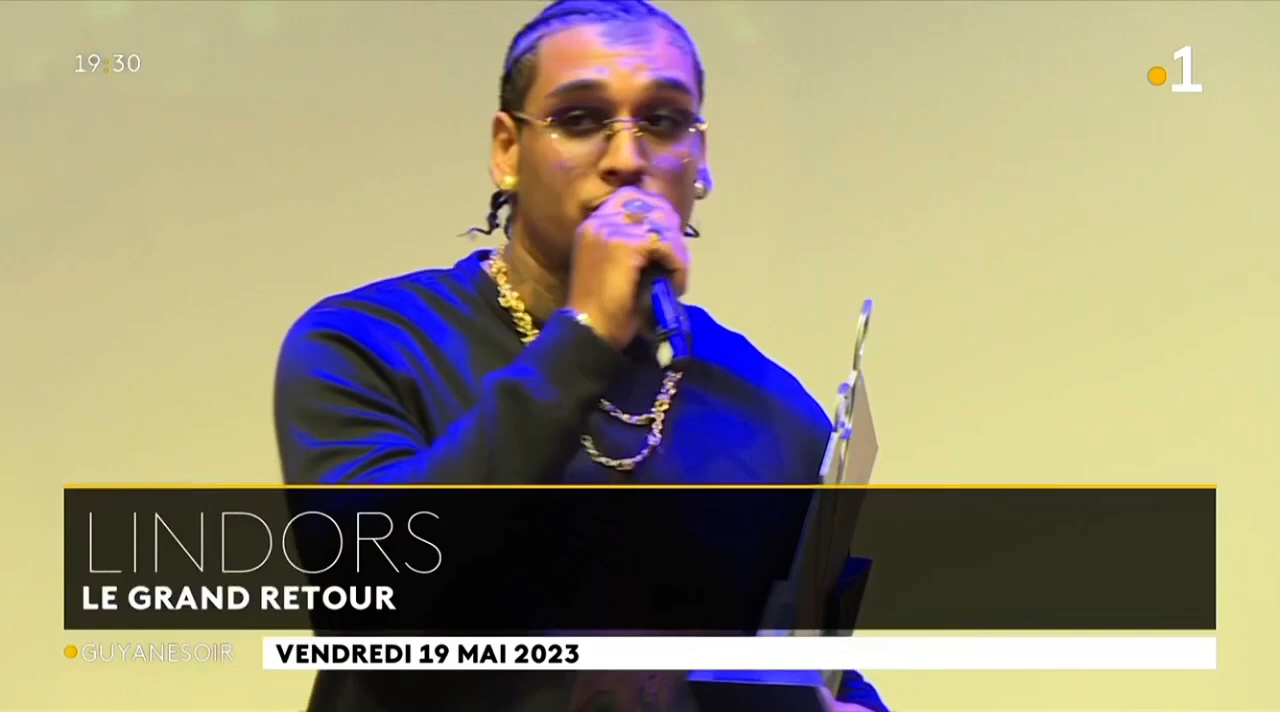 19:30
1
LINDORS
LE GRAND RETOUR
GUYANESOIR
VENDREDI 19 MAI 2023